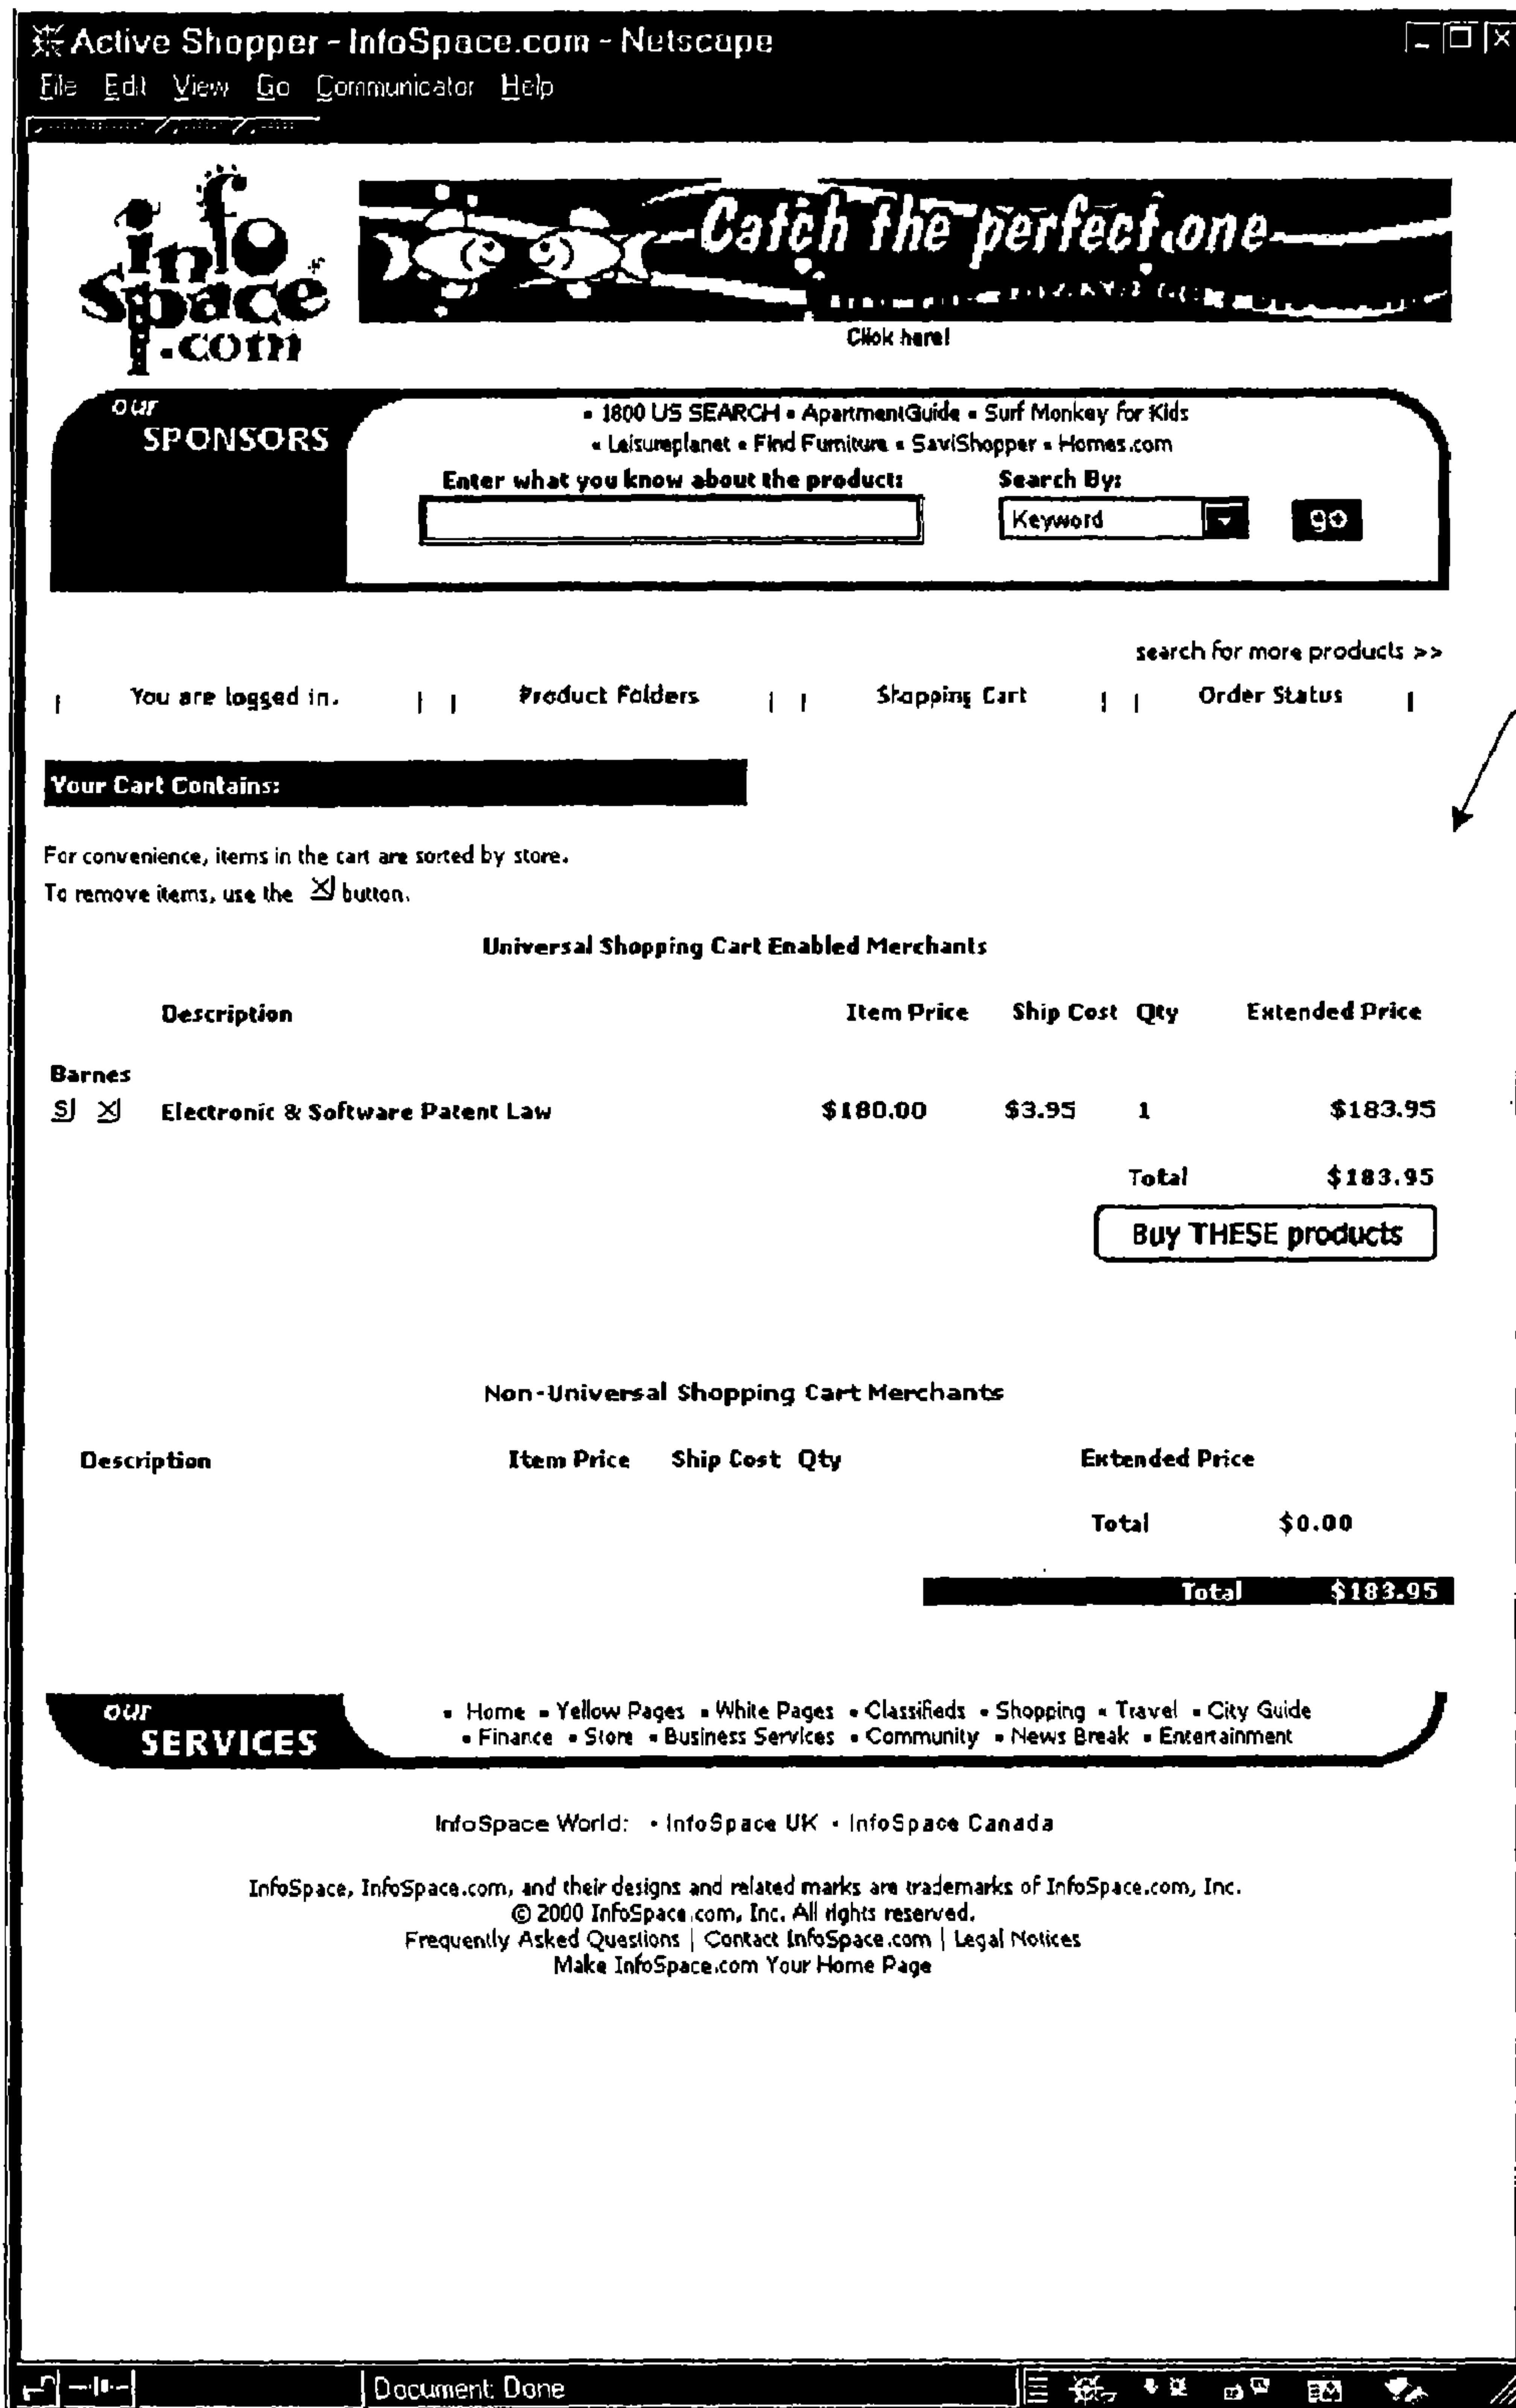 Active Shopper - InfoSpace.com - Netscape
File Edit View Go Communicator Help
info
space
.com
Catch the perfect one
Click here!
our
SPONSORS
▪ 1800 US SEARCH ▪ ApartmentGuide ▪ Surf Monkey for Kids
▪ Leisureplanet ▪ Find Furniture ▪ SaviShopper ▪ Homes.com
Enter what you know about the product: Search By:
Keyword go
search for more products >>
| You are logged in. | | Product Folders | | Shopping Cart | | Order Status |
Your Cart Contains:
For convenience, items in the cart are sorted by store.
To remove items, use the X button.
Universal Shopping Cart Enabled Merchants
Description Item Price Ship Cost Qty Extended Price
Barnes
S X Electronic & Software Patent Law $180.00 $3.95 1 $183.95
Total $183.95
Buy THESE products
Non-Universal Shopping Cart Merchants
Description Item Price Ship Cost Qty Extended Price
Total $0.00
Total $183.95
our
SERVICES
▪ Home ▪ Yellow Pages ▪ White Pages ▪ Classifieds ▪ Shopping ▪ Travel ▪ City Guide
▪ Finance ▪ Store ▪ Business Services ▪ Community ▪ News Break ▪ Entertainment
InfoSpace World: • InfoSpace UK • InfoSpace Canada
InfoSpace, InfoSpace.com, and their designs and related marks are trademarks of InfoSpace.com, Inc.
© 2000 InfoSpace.com, Inc. All rights reserved.
Frequently Asked Questions | Contact InfoSpace.com | Legal Notices
Make InfoSpace.com Your Home Page
Document: Done